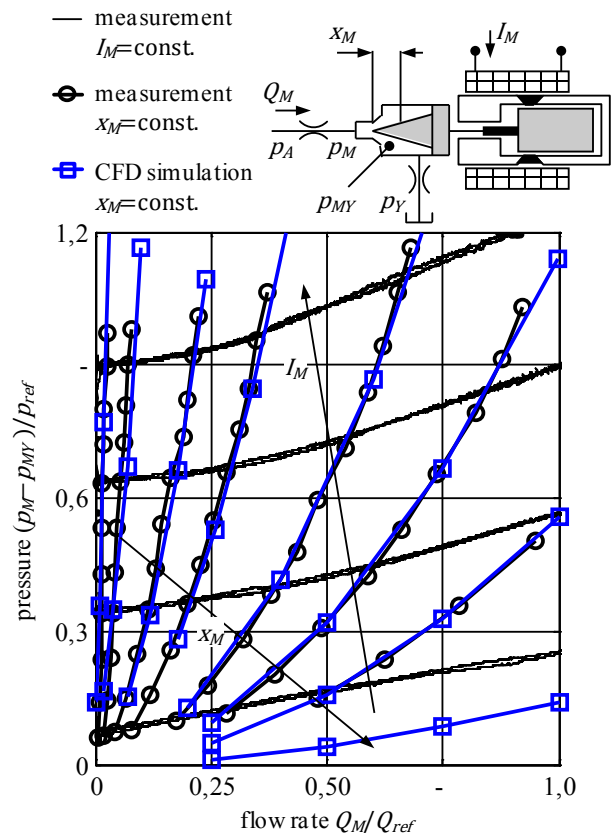 measurement
I_M=const.
measurement
x_M=const.
CFD simulation
x_M=const.
x_M
I_M
Q_M
p_A
p_M
p_MY
p_Y
1,2
-
0,6
0,3
0
pressure (p_M− p_MY)/p_ref
I_M
x_M
0
0,25
0,50
-
1,0
flow rate Q_M/Q_ref